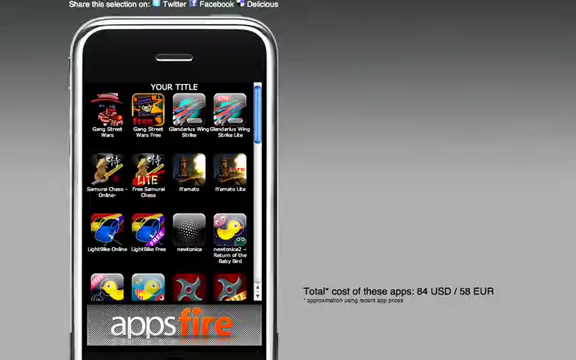 Share this selection on: Twitter Facebook Delicious
YOUR TITLE
Gang Street Wars
Gang Street Wars Free
Glandarius Wing Strike
Glandarius Wing Strike Lite
Samurai Chess - Online-
Free Samurai Chess
iYamato
iYamato Lite
LightBike Online
LightBike Free
newtonica
newtonica2 - Return of the Baby Bird
Total* cost of these apps: 84 USD / 58 EUR
* approximation using recent app prices
appsfire